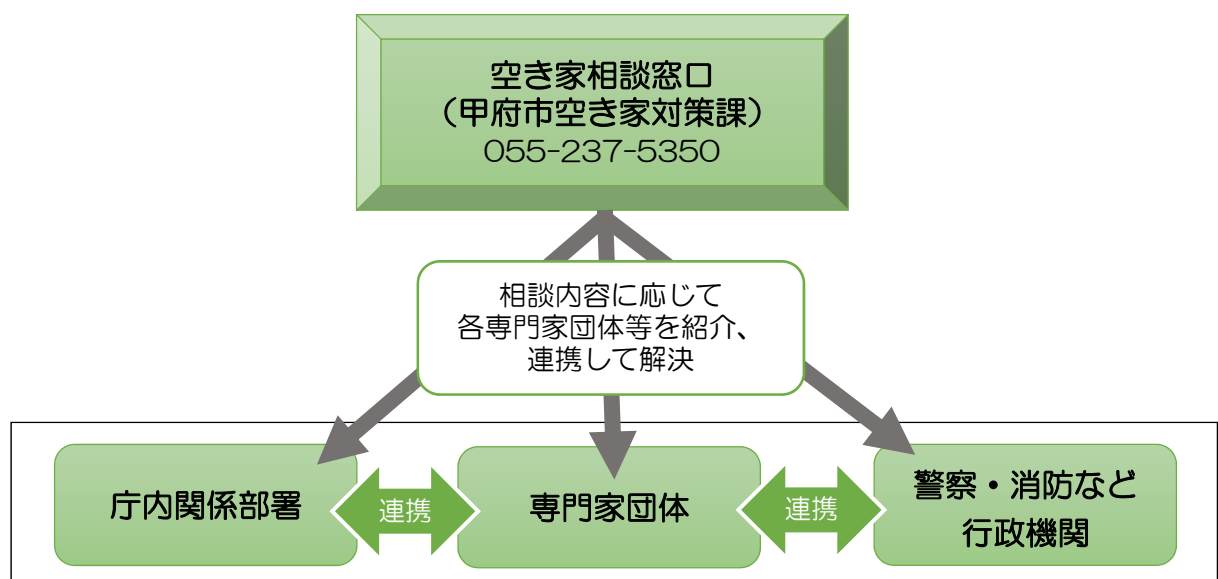 空き家相談窓口
（甲府市空き家対策課）
055-237-5350
相談内容に応じて
各専門家団体等を紹介、
連携して解決
庁内関係部署
連携
専門家団体
連携
警察・消防など
行政機関